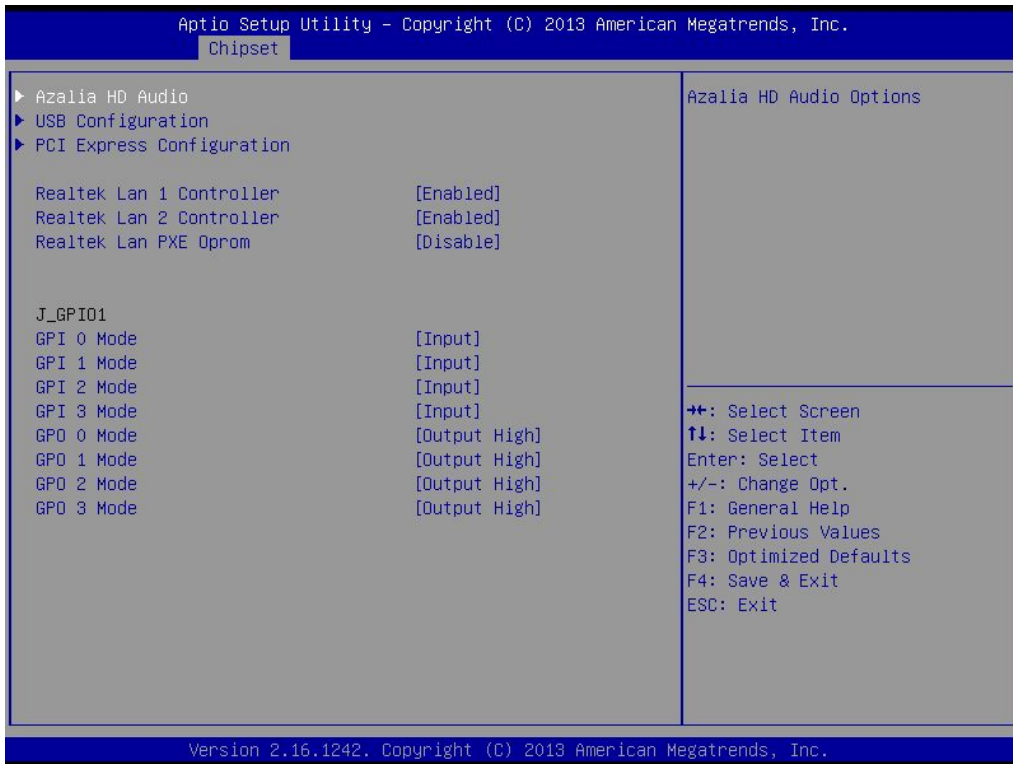 Aptio Setup Utility – Copyright (C) 2013 American Megatrends, Inc.
Chipset
Azalia HD Audio
USB Configuration
PCI Express Configuration
Realtek Lan 1 Controller [Enabled]
Realtek Lan 2 Controller [Enabled]
Realtek Lan PXE Oprom [Disable]
J_GPIO1
GPI 0 Mode [Input]
GPI 1 Mode [Input]
GPI 2 Mode [Input]
GPI 3 Mode [Input]
GPO 0 Mode [Output High]
GPO 1 Mode [Output High]
GPO 2 Mode [Output High]
GPO 3 Mode [Output High]
Azalia HD Audio Options
→←: Select Screen
↑↓: Select Item
Enter: Select
+/-: Change Opt.
F1: General Help
F2: Previous Values
F3: Optimized Defaults
F4: Save & Exit
ESC: Exit
Version 2.16.1242. Copyright (C) 2013 American Megatrends, Inc.